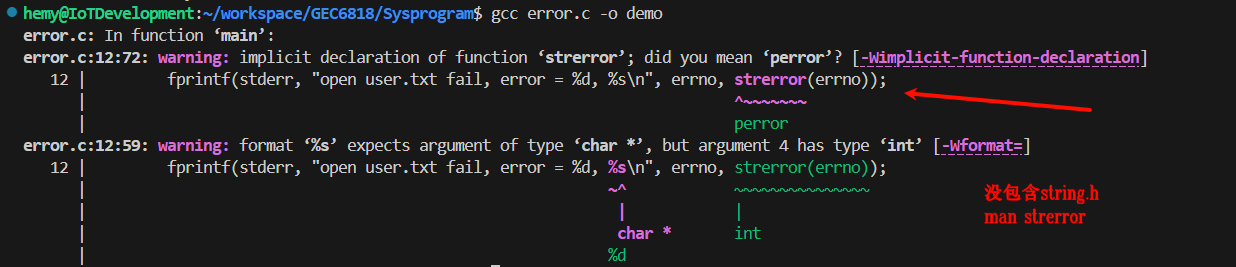 hemy@IoTDevelopment:~/workspace/GEC6818/Sysprogram$ gcc error.c -o demo
error.c: In function ‘main’:
error.c:12:72: warning: implicit declaration of function ‘strerror’; did you mean ‘perror’? [-Wimplicit-function-declaration]
12 | fprintf(stderr, "open user.txt fail, error = %d, %s\n", errno, strerror(errno));
| ^~~~~~~~
| perror
error.c:12:59: warning: format ‘%s’ expects argument of type ‘char *’, but argument 4 has type ‘int’ [-Wformat=]
12 | fprintf(stderr, "open user.txt fail, error = %d, %s\n", errno, strerror(errno));
| ~^ ~~~~~~~~~~~~~~~
| | |
| char * int
| %d
没包含string.h
man strerror